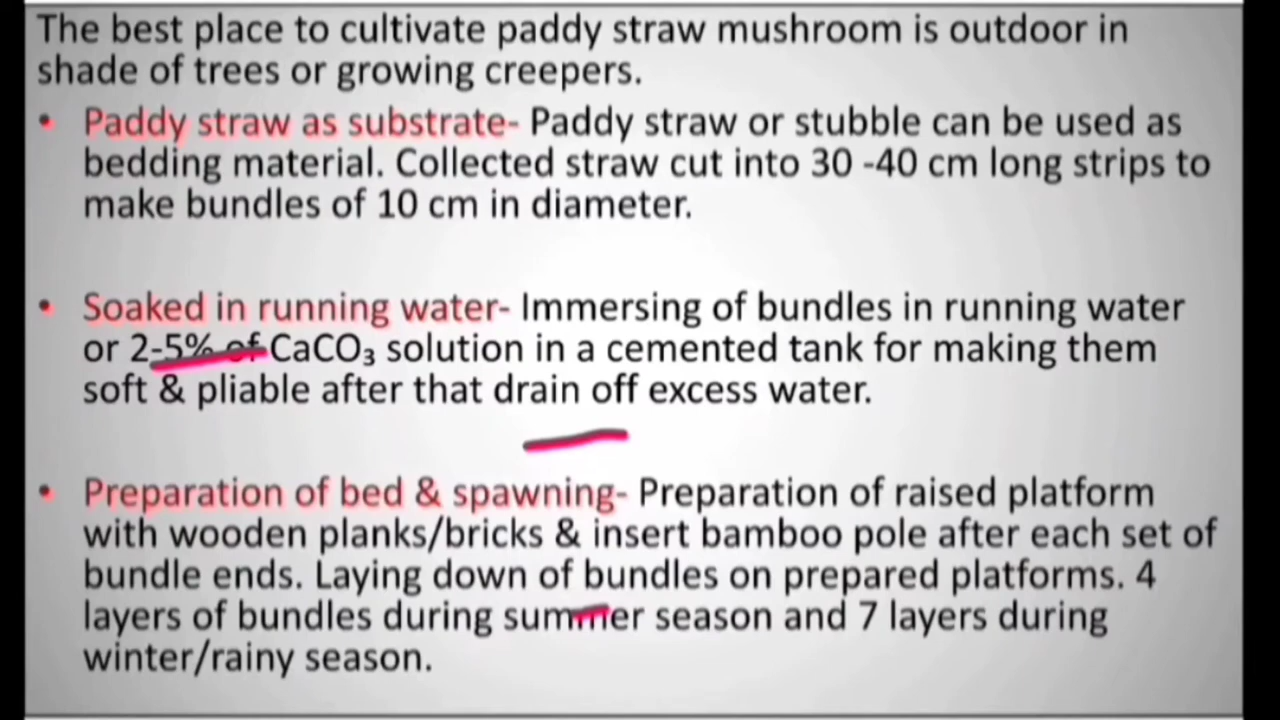 The best place to cultivate paddy straw mushroom is outdoor in
shade of trees or growing creepers.
• Paddy straw as substrate- Paddy straw or stubble can be used as
bedding material. Collected straw cut into 30 -40 cm long strips to
make bundles of 10 cm in diameter.
• Soaked in running water- Immersing of bundles in running water
or 2-5% of CaCO₃ solution in a cemented tank for making them
soft & pliable after that drain off excess water.
• Preparation of bed & spawning- Preparation of raised platform
with wooden planks/bricks & insert bamboo pole after each set of
bundle ends. Laying down of bundles on prepared platforms. 4
layers of bundles during summer season and 7 layers during
winter/rainy season.